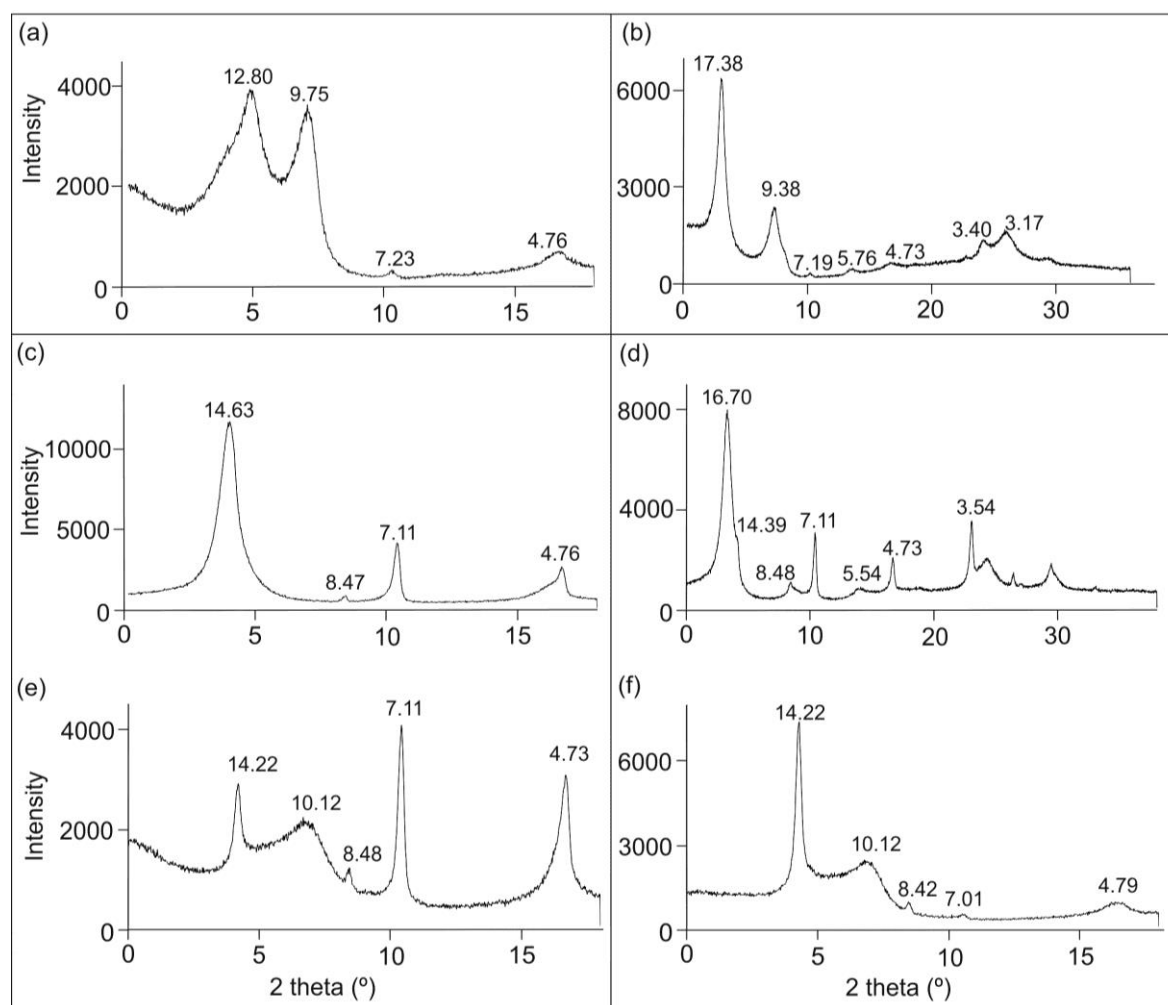 (a)
12.80
9.75
4000
Intensity
2000
7.23
4.76
0
0 5 10 15
(b)
17.38
6000
9.38
3000
7.19 5.76 4.73 3.40 3.17
0
0 10 20 30
(c)
14.63
10000
Intensity
5000
8.47
7.11
4.76
0
0 5 10 15
(d)
16.70
8000
4000
14.39
7.11
3.54
8.48
5.54
4.73
0
0 10 20 30
(e)
7.11
4000
14.22
4.73
Intensity
2000
10.12
8.48
0
0 5 10 15
2 theta (º)
(f)
14.22
6000
3000
10.12
8.42
7.01
4.79
0
0 5 10 15
2 theta (º)